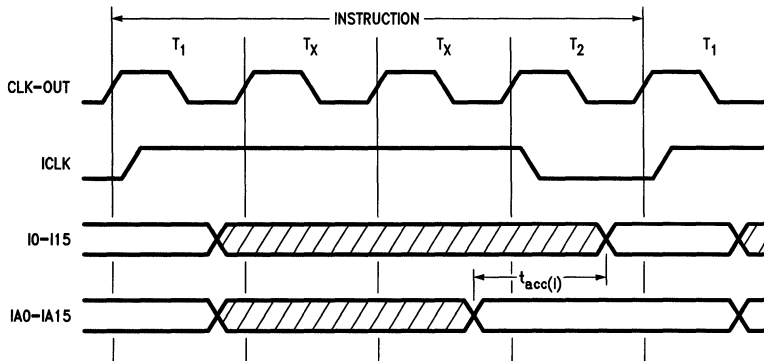 INSTRUCTION
T1 TX TX T2 T1
CLK-OUT
ICLK
I0-I15
tacc(I)
IA0-IA15